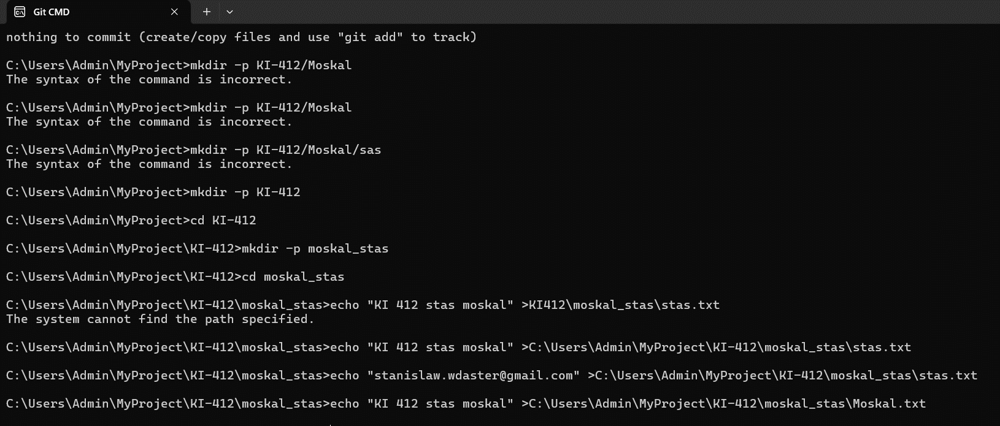 Git CMD
nothing to commit (create/copy files and use "git add" to track)
C:\Users\Admin\MyProject>mkdir -p KI-412/Moskal
The syntax of the command is incorrect.
C:\Users\Admin\MyProject>mkdir -p KI-412/Moskal
The syntax of the command is incorrect.
C:\Users\Admin\MyProject>mkdir -p KI-412/Moskal/sas
The syntax of the command is incorrect.
C:\Users\Admin\MyProject>mkdir -p KI-412
C:\Users\Admin\MyProject>cd KI-412
C:\Users\Admin\MyProject\KI-412>mkdir -p moskal_stas
C:\Users\Admin\MyProject\KI-412>cd moskal_stas
C:\Users\Admin\MyProject\KI-412\moskal_stas>echo "KI 412 stas moskal" >KI412\moskal_stas\stas.txt
The system cannot find the path specified.
C:\Users\Admin\MyProject\KI-412\moskal_stas>echo "KI 412 stas moskal" >C:\Users\Admin\MyProject\KI-412\moskal_stas\stas.txt
C:\Users\Admin\MyProject\KI-412\moskal_stas>echo "stanislaw.wdaster@gmail.com" >C:\Users\Admin\MyProject\KI-412\moskal_stas\stas.txt
C:\Users\Admin\MyProject\KI-412\moskal_stas>echo "KI 412 stas moskal" >C:\Users\Admin\MyProject\KI-412\moskal_stas\Moskal.txt